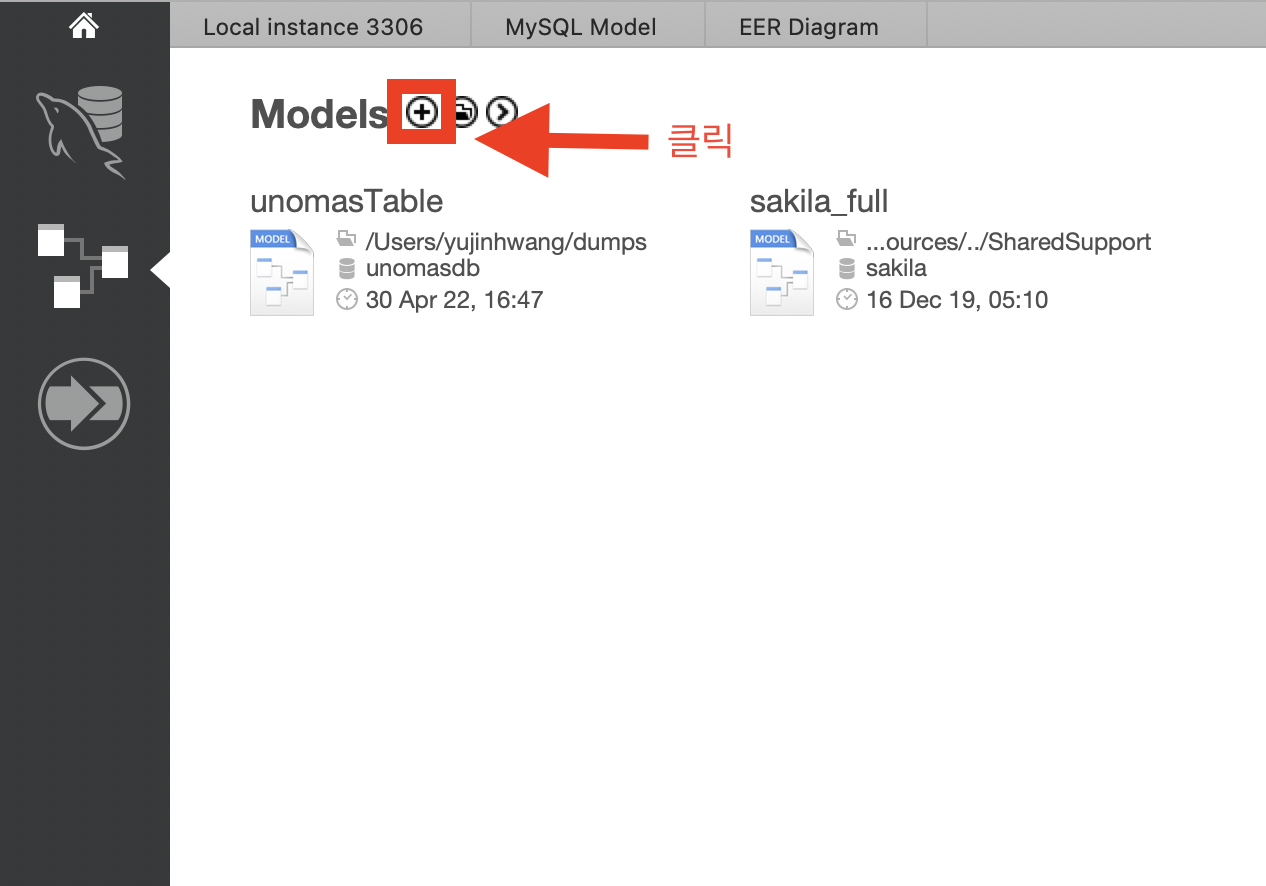 Local instance 3306
MySQL Model
EER Diagram
Models
클릭
unomasTable
MODEL
/Users/yujinhwang/dumps
unomasdb
30 Apr 22, 16:47
sakila_full
MODEL
...ources/../SharedSupport
sakila
16 Dec 19, 05:10